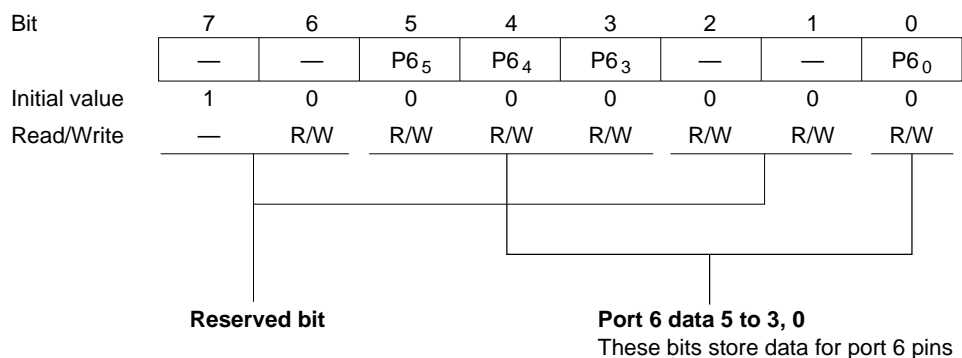 Bit 7 6 5 4 3 2 1 0
— — P6₅ P6₄ P6₃ — — P6₀
Initial value 1 0 0 0 0 0 0 0
Read/Write — R/W R/W R/W R/W R/W R/W R/W
Reserved bit
Port 6 data 5 to 3, 0
These bits store data for port 6 pins